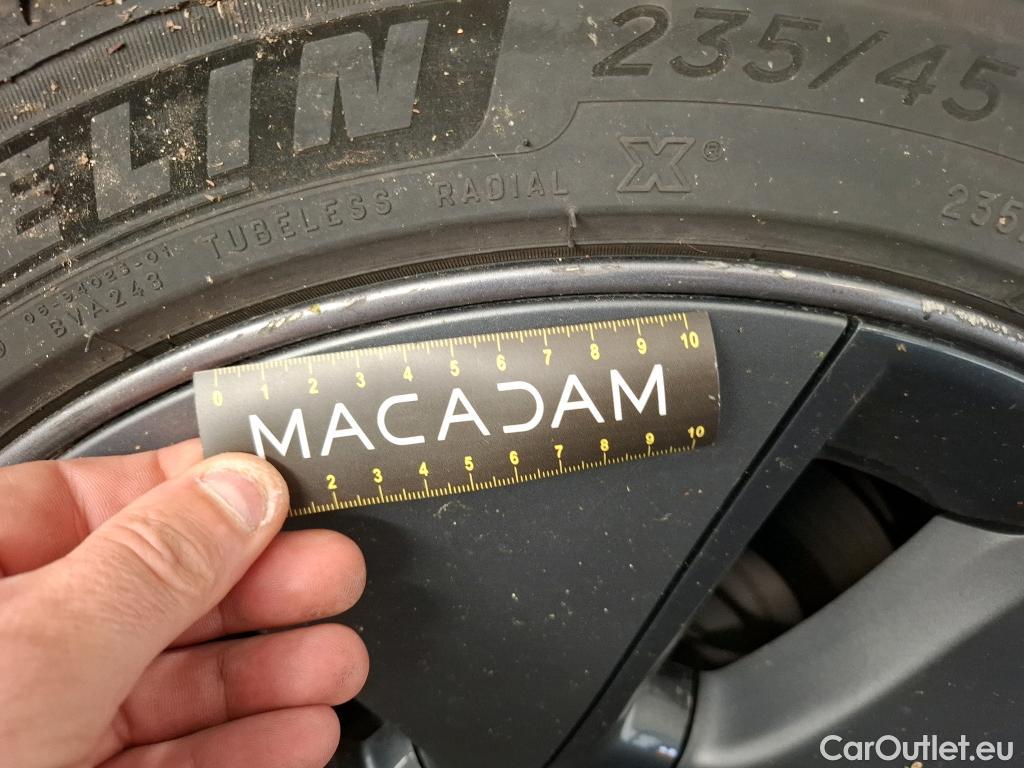 ELIN
235/45
TUBELESS RADIAL X®
235
BVA243
0 1 2 3 4 5 6 7 8 9 10
MACADAM
2 3 4 5 6 7 8 9 10
CarOutlet.eu